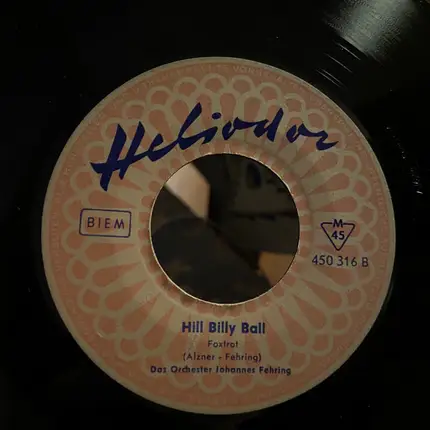 Heliodor
BIEM
M
45
450 316 B
Hill Billy Ball
Foxtrot
(Alzner - Fehring)
Das Orchester Johannes Fehring